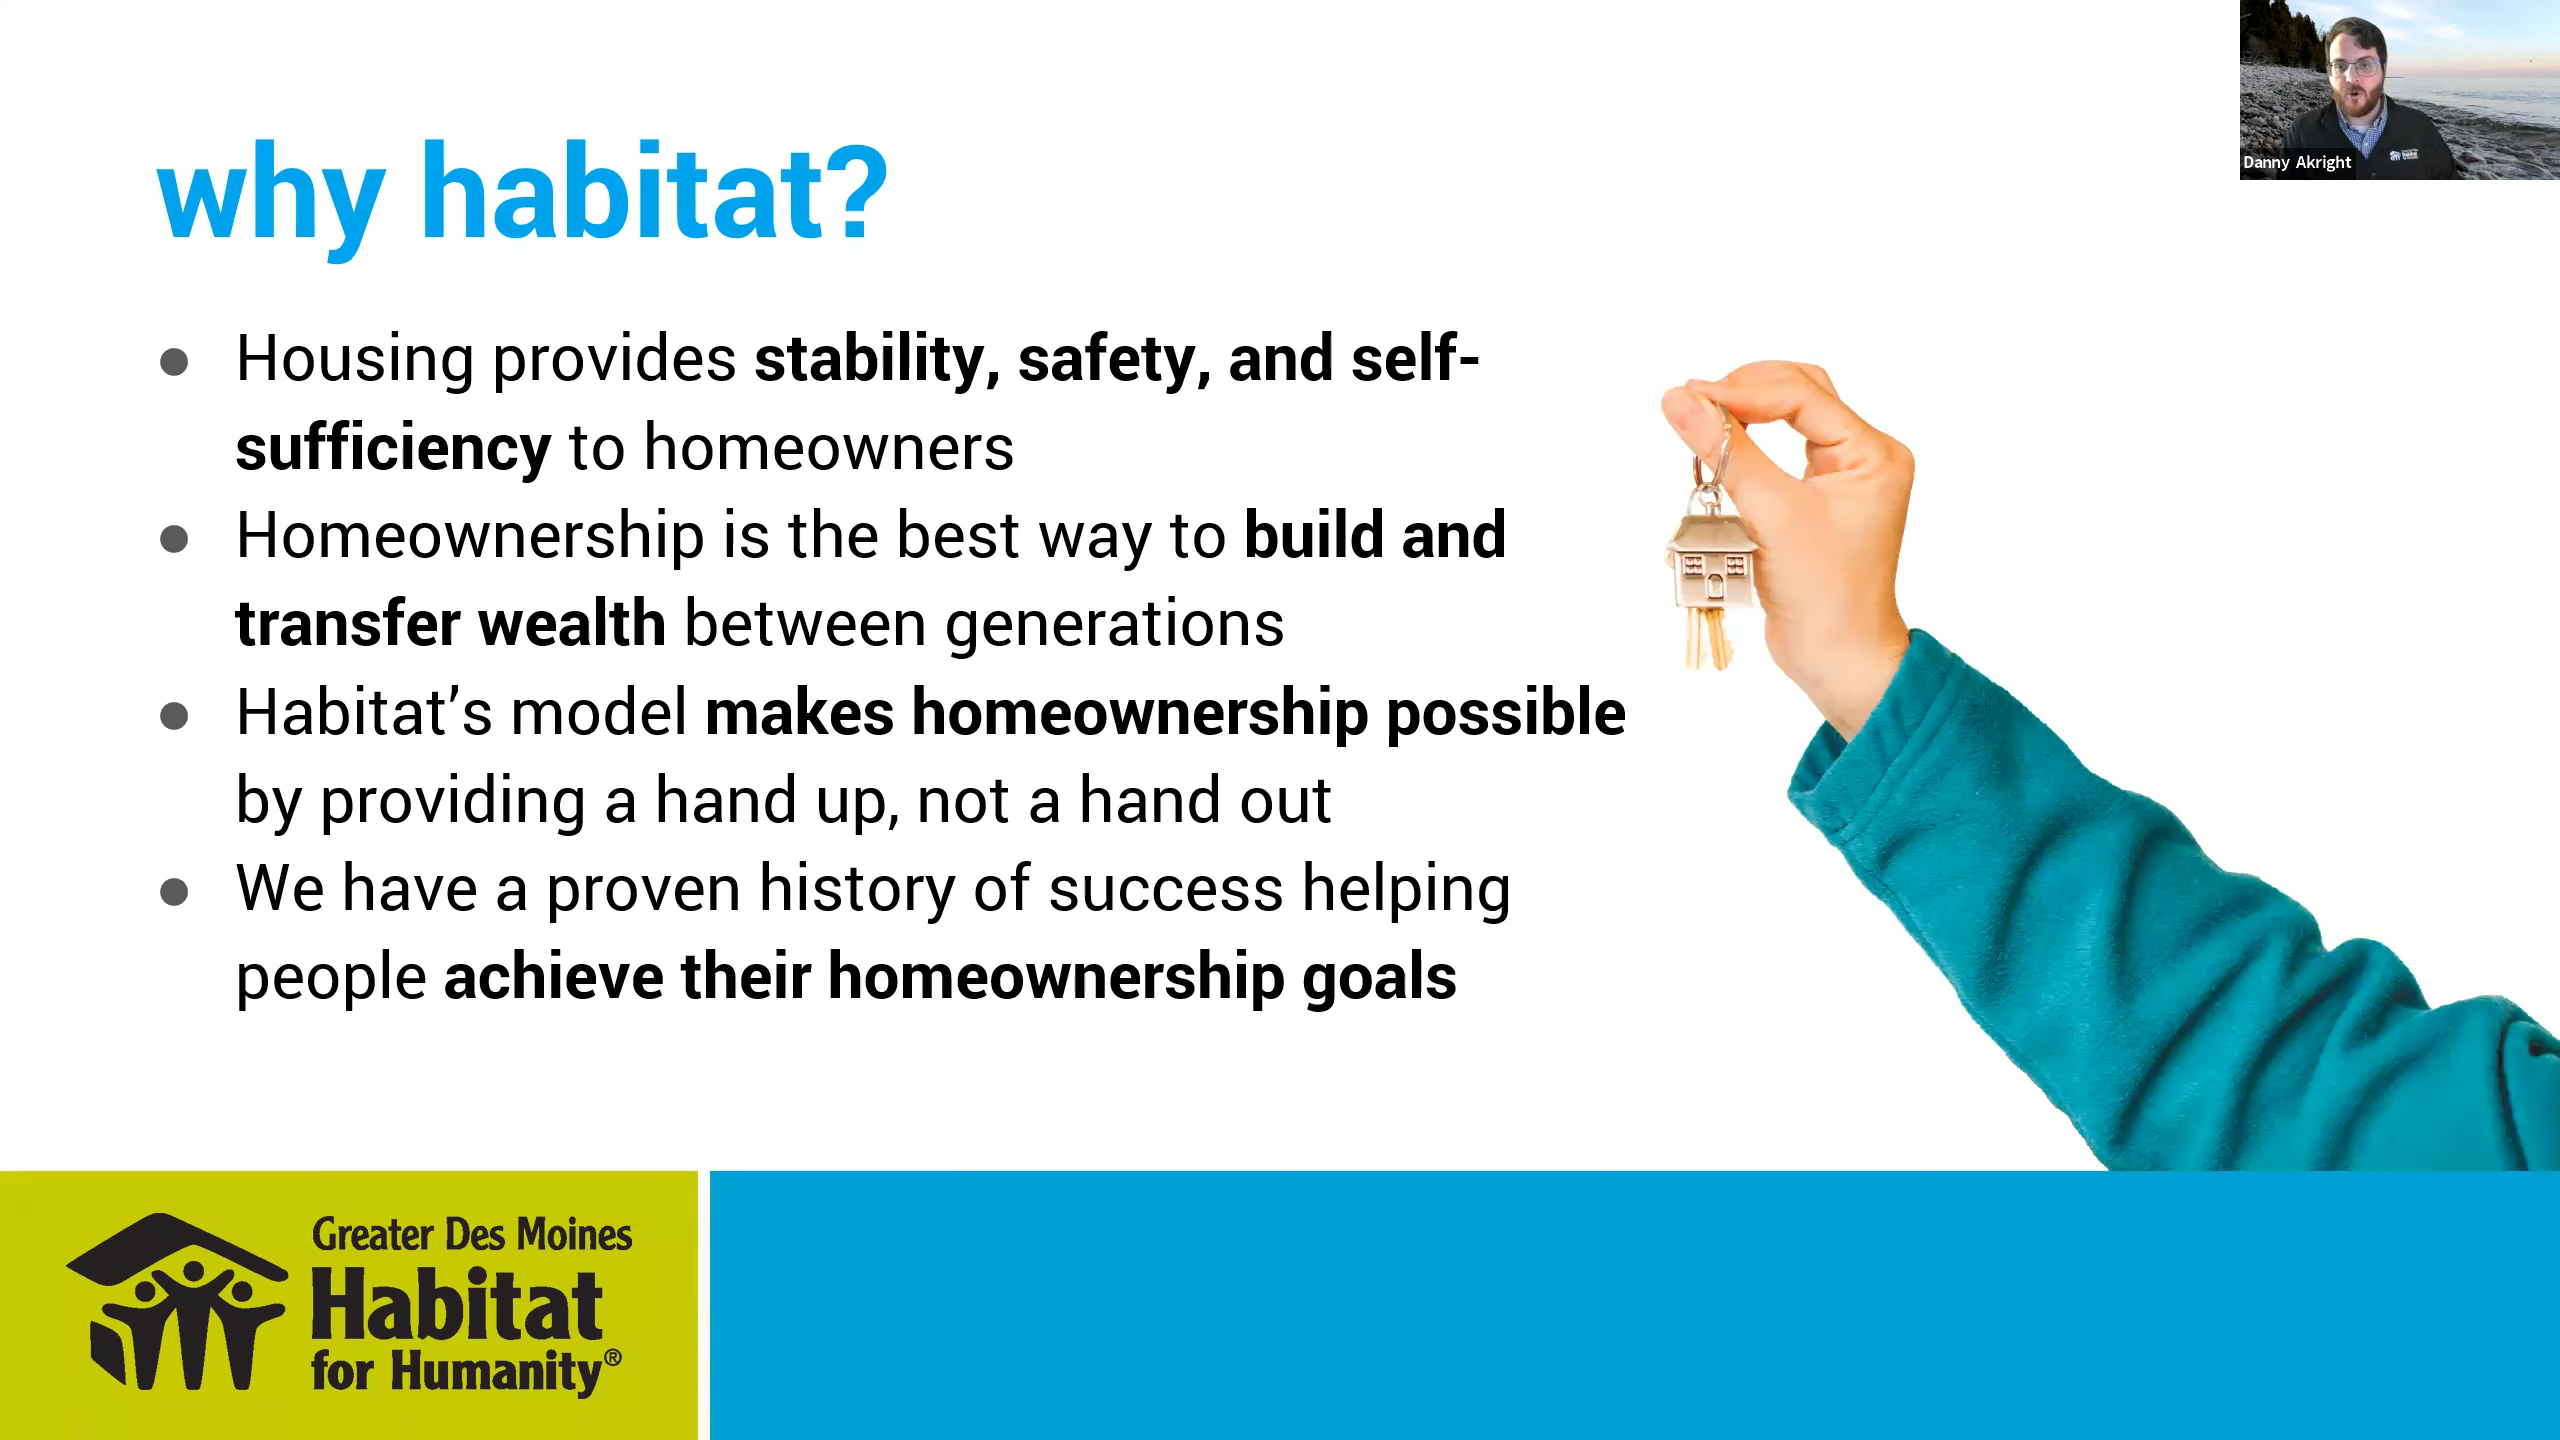 why habitat?
Housing provides stability, safety, and self-
sufficiency to homeowners
Homeownership is the best way to build and
transfer wealth between generations
Habitat’s model makes homeownership possible
by providing a hand up, not a hand out
We have a proven history of success helping
people achieve their homeownership goals
Danny Akright
Greater Des Moines
Habitat
for Humanity®